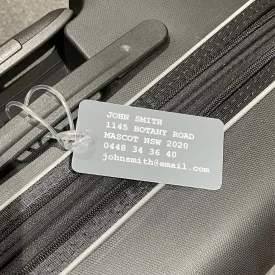 JOHN SMITH
1145 BOTANY ROAD
MASCOT NSW 2020
0448 34 36 40
johnsmith@email.com